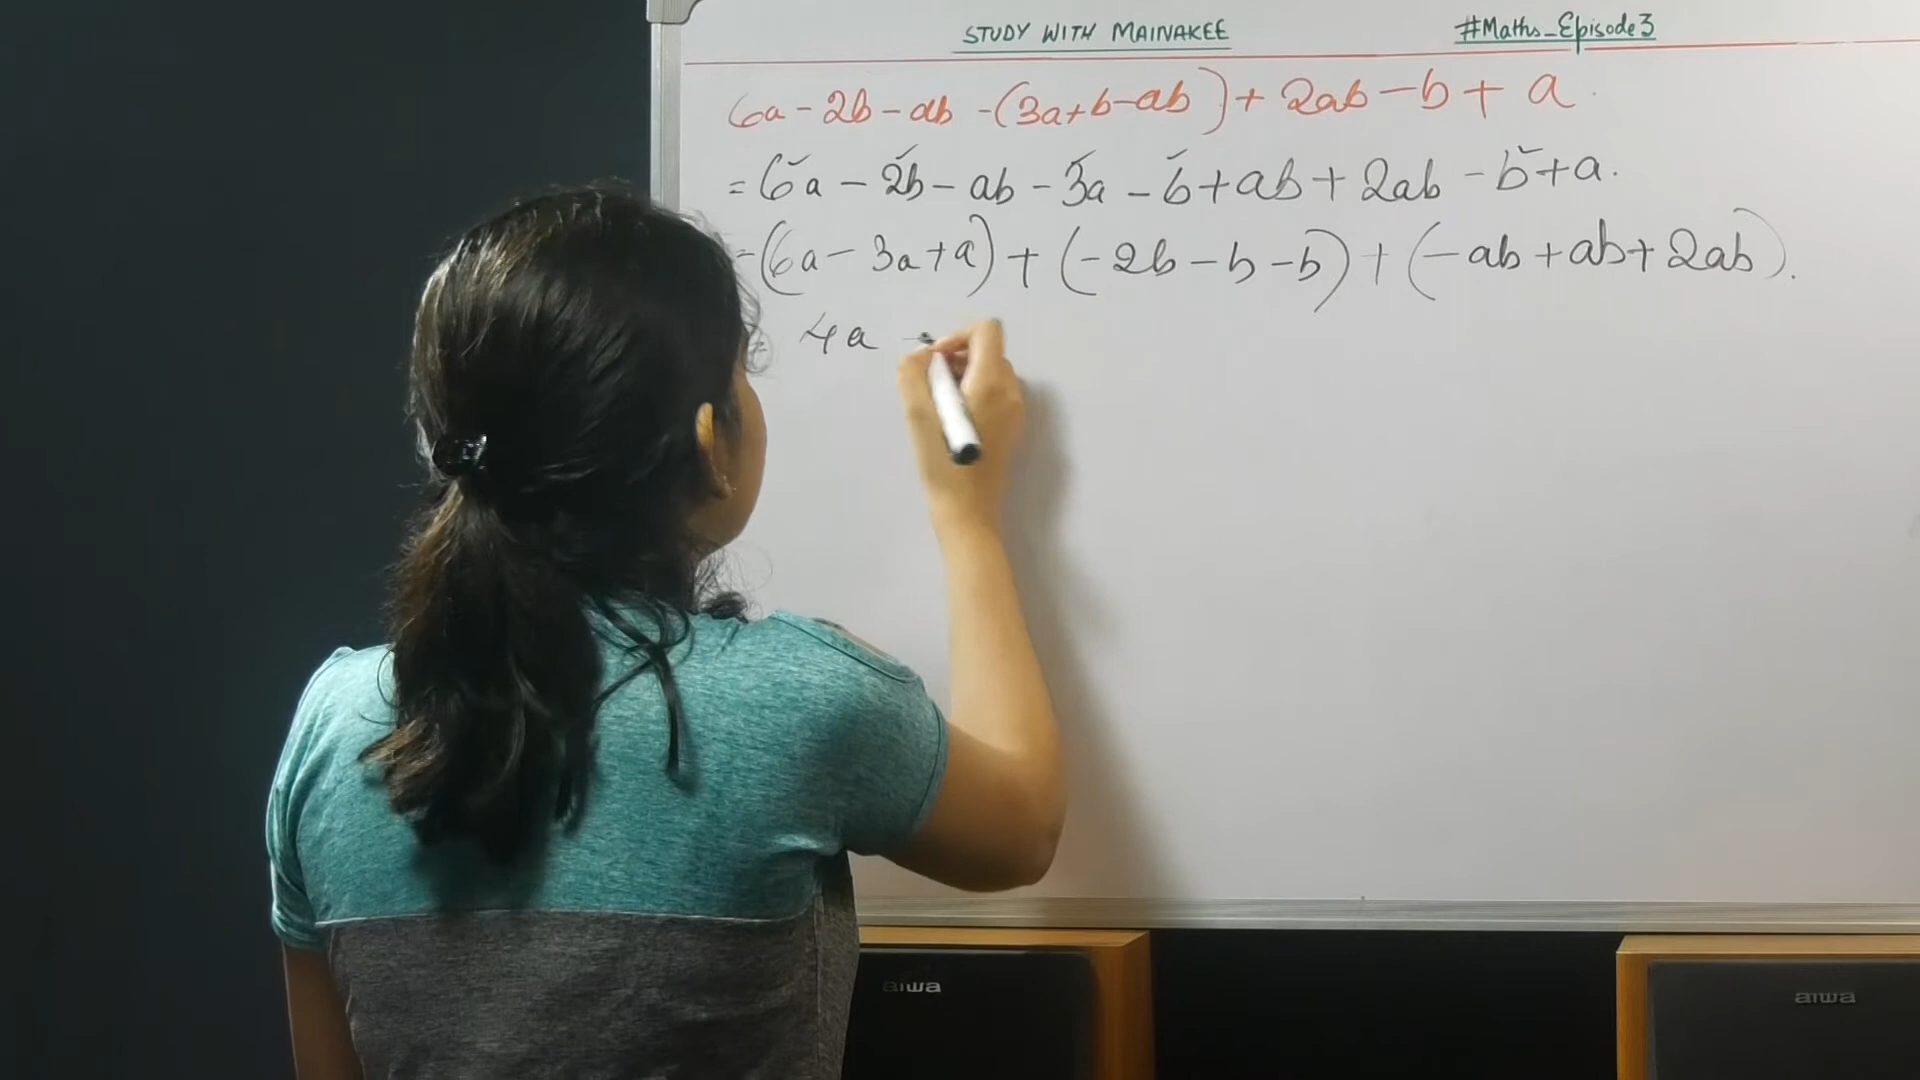 STUDY WITH MAINAKEE #Maths_Episode3
6a - 2b - ab - (3a + b - ab) + 2ab - b + a
= 6a - 2b - ab - 3a - b + ab + 2ab - b + a.
= (6a - 3a + a) + (-2b - b - b) + (-ab + ab + 2ab).
= 4a -
aiwa aiwa